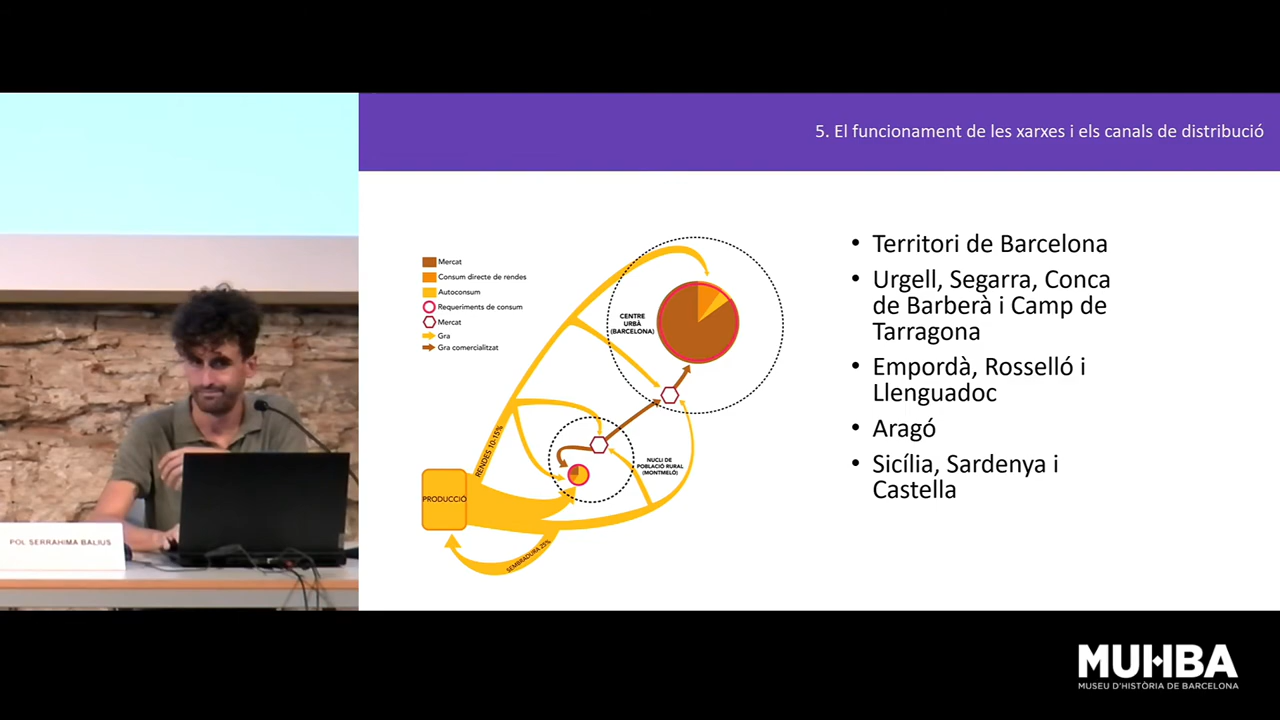 5. El funcionament de les xarxes i els canals de distribució
Mercat
Consum directe de rendes
Autoconsum
Requeriments de consum
Mercat
Gra
Gra comercialitzat
CENTRE
URBÀ
(BARCELONA)
RENDES 10-15%
NUCLI DE
POBLACIÓ RURAL
(MONTMELÓ)
PRODUCCIÓ
SEMBRADURA 25%
• Territori de Barcelona
• Urgell, Segarra, Conca
de Barberà i Camp de
Tarragona
• Empordà, Rosselló i
Llenguadoc
• Aragó
• Sicília, Sardenya i
Castella
POL SERRAHIMA BALIUS
MUHBA
MUSEU D'HISTÒRIA DE BARCELONA